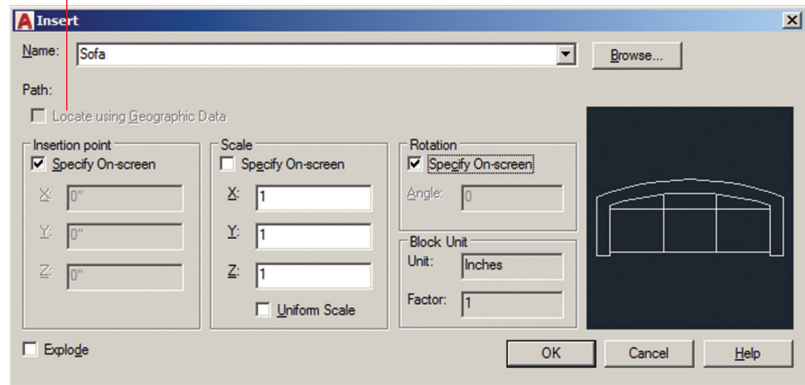 Insert
Name: Sofa Browse...
Path:
Locate using Geographic Data
Insertion point
Specify On-screen
X: 0"
Y: 0"
Z: 0"
Scale
Specify On-screen
X: 1
Y: 1
Z: 1
Uniform Scale
Rotation
Specify On-screen
Angle: 0
Block Unit
Unit: Inches
Factor: 1
Explode
OK Cancel Help